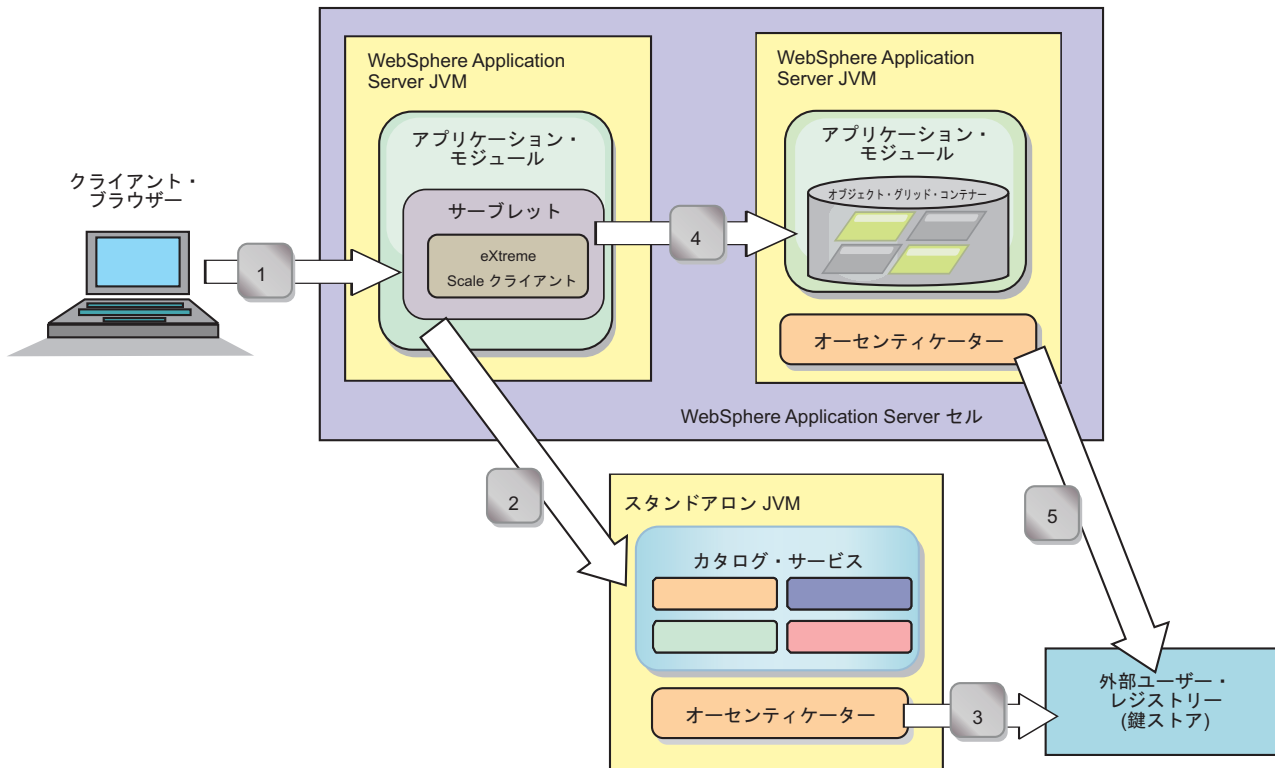 WebSphere Application
Server JVM
アプリケーション・
モジュール
サーブレット
eXtreme
Scale クライアント
WebSphere Application
Server JVM
アプリケーション・
モジュール
オブジェクト・グリッド・コンテナー
オーセンティケーター
WebSphere Application Server セル
クライアント・
ブラウザー
1
4
2
5
スタンドアロン JVM
カタログ・サービス
オーセンティケーター
3
外部ユーザー・
レジストリー
(鍵ストア)